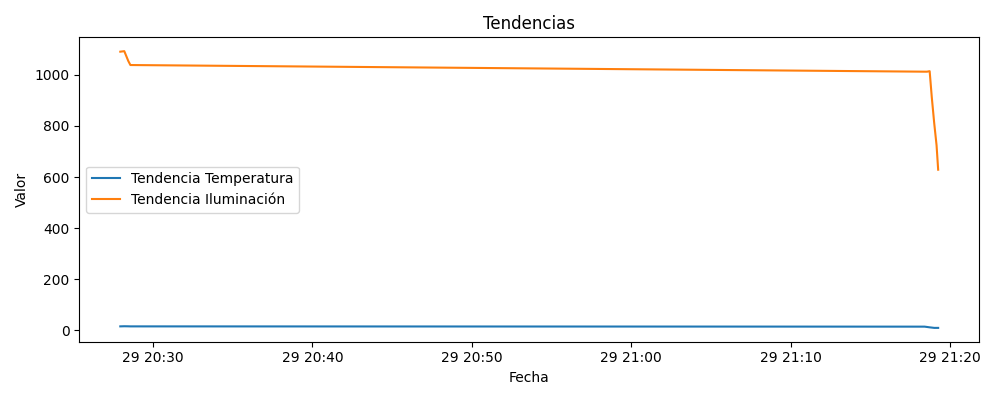 Tendencias
1000
800
600
400
200
0
Valor
Tendencia Temperatura
Tendencia Iluminación
29 20:30
29 20:40
29 20:50
29 21:00
29 21:10
29 21:20
Fecha